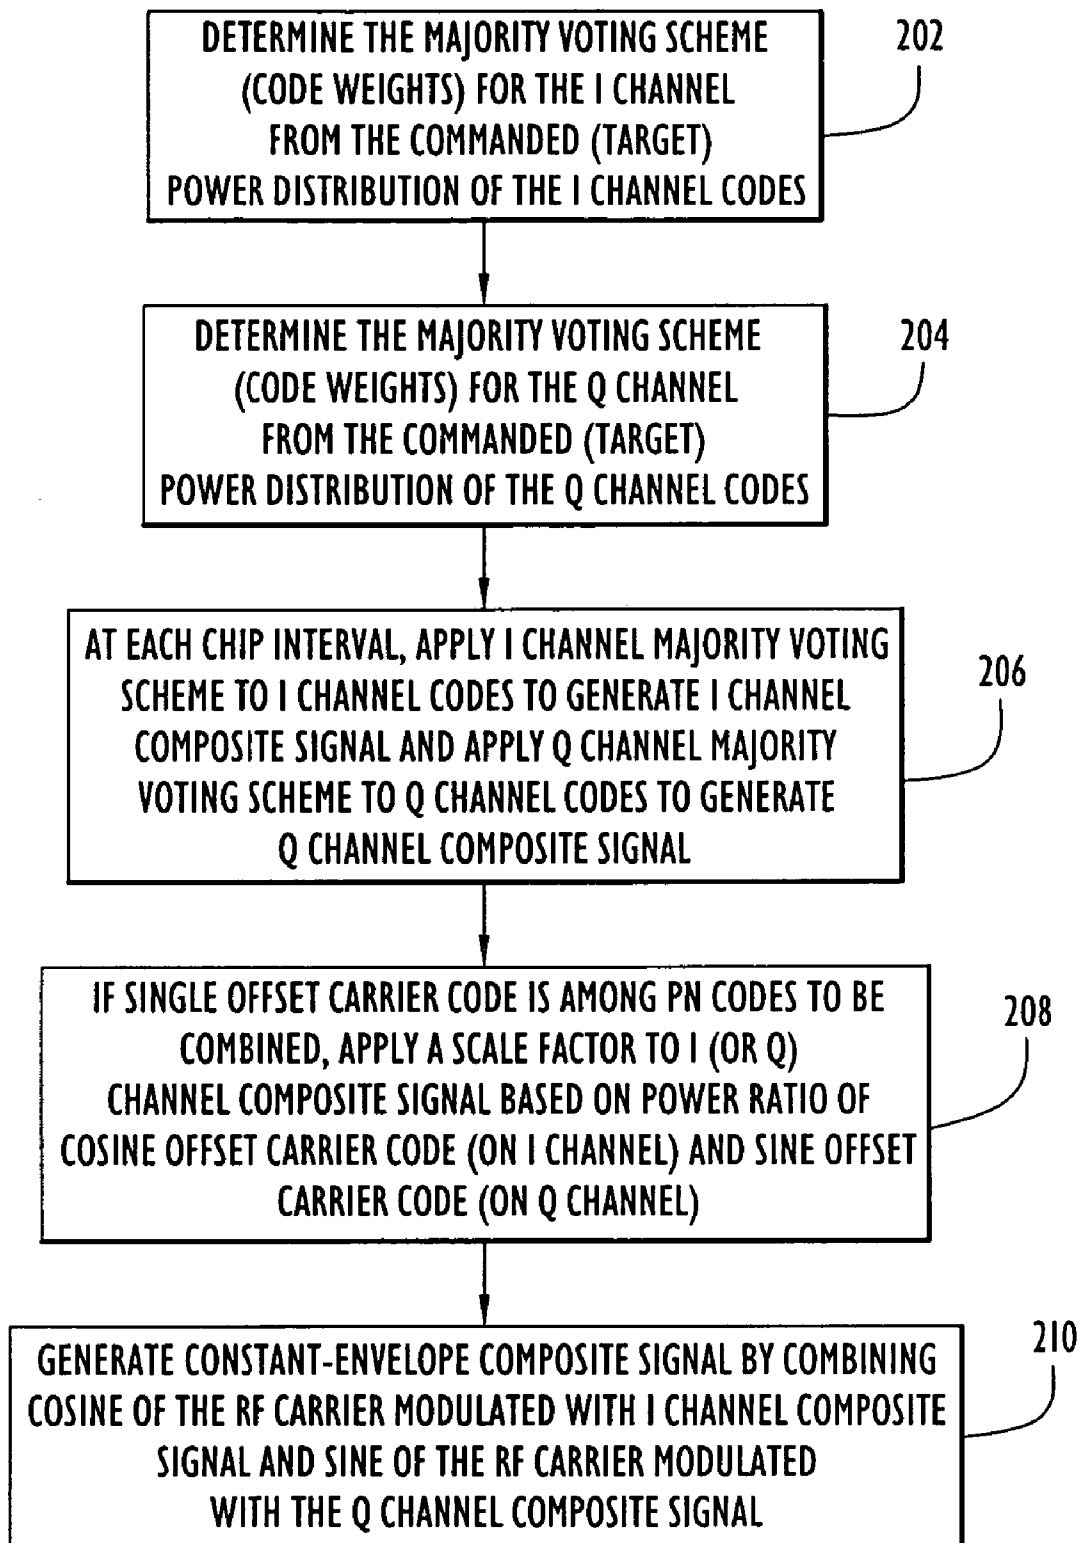 DETERMINE THE MAJORITY VOTING SCHEME
(CODE WEIGHTS) FOR THE I CHANNEL
FROM THE COMMANDED (TARGET)
POWER DISTRIBUTION OF THE I CHANNEL CODES
202
DETERMINE THE MAJORITY VOTING SCHEME
(CODE WEIGHTS) FOR THE Q CHANNEL
FROM THE COMMANDED (TARGET)
POWER DISTRIBUTION OF THE Q CHANNEL CODES
204
AT EACH CHIP INTERVAL, APPLY I CHANNEL MAJORITY VOTING
SCHEME TO I CHANNEL CODES TO GENERATE I CHANNEL
COMPOSITE SIGNAL AND APPLY Q CHANNEL MAJORITY
VOTING SCHEME TO Q CHANNEL CODES TO GENERATE
Q CHANNEL COMPOSITE SIGNAL
206
IF SINGLE OFFSET CARRIER CODE IS AMONG PN CODES TO BE
COMBINED, APPLY A SCALE FACTOR TO I (OR Q)
CHANNEL COMPOSITE SIGNAL BASED ON POWER RATIO OF
COSINE OFFSET CARRIER CODE (ON I CHANNEL) AND SINE OFFSET
CARRIER CODE (ON Q CHANNEL)
208
GENERATE CONSTANT-ENVELOPE COMPOSITE SIGNAL BY COMBINING
COSINE OF THE RF CARRIER MODULATED WITH I CHANNEL COMPOSITE
SIGNAL AND SINE OF THE RF CARRIER MODULATED
WITH THE Q CHANNEL COMPOSITE SIGNAL
210